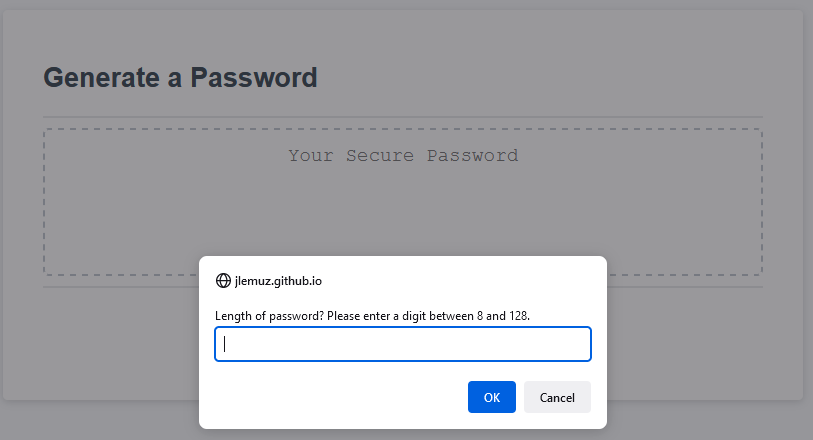 Generate a Password
Your Secure Password
jlemuz.github.io
Length of password? Please enter a digit between 8 and 128.
OK
Cancel